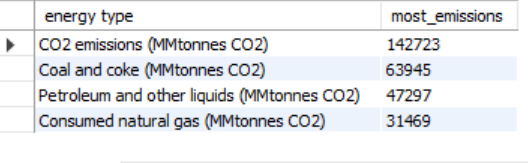 energy type most_emissions
CO2 emissions (MMtonnes CO2) 142723
Coal and coke (MMtonnes CO2) 63945
Petroleum and other liquids (MMtonnes CO2) 47297
Consumed natural gas (MMtonnes CO2) 31469